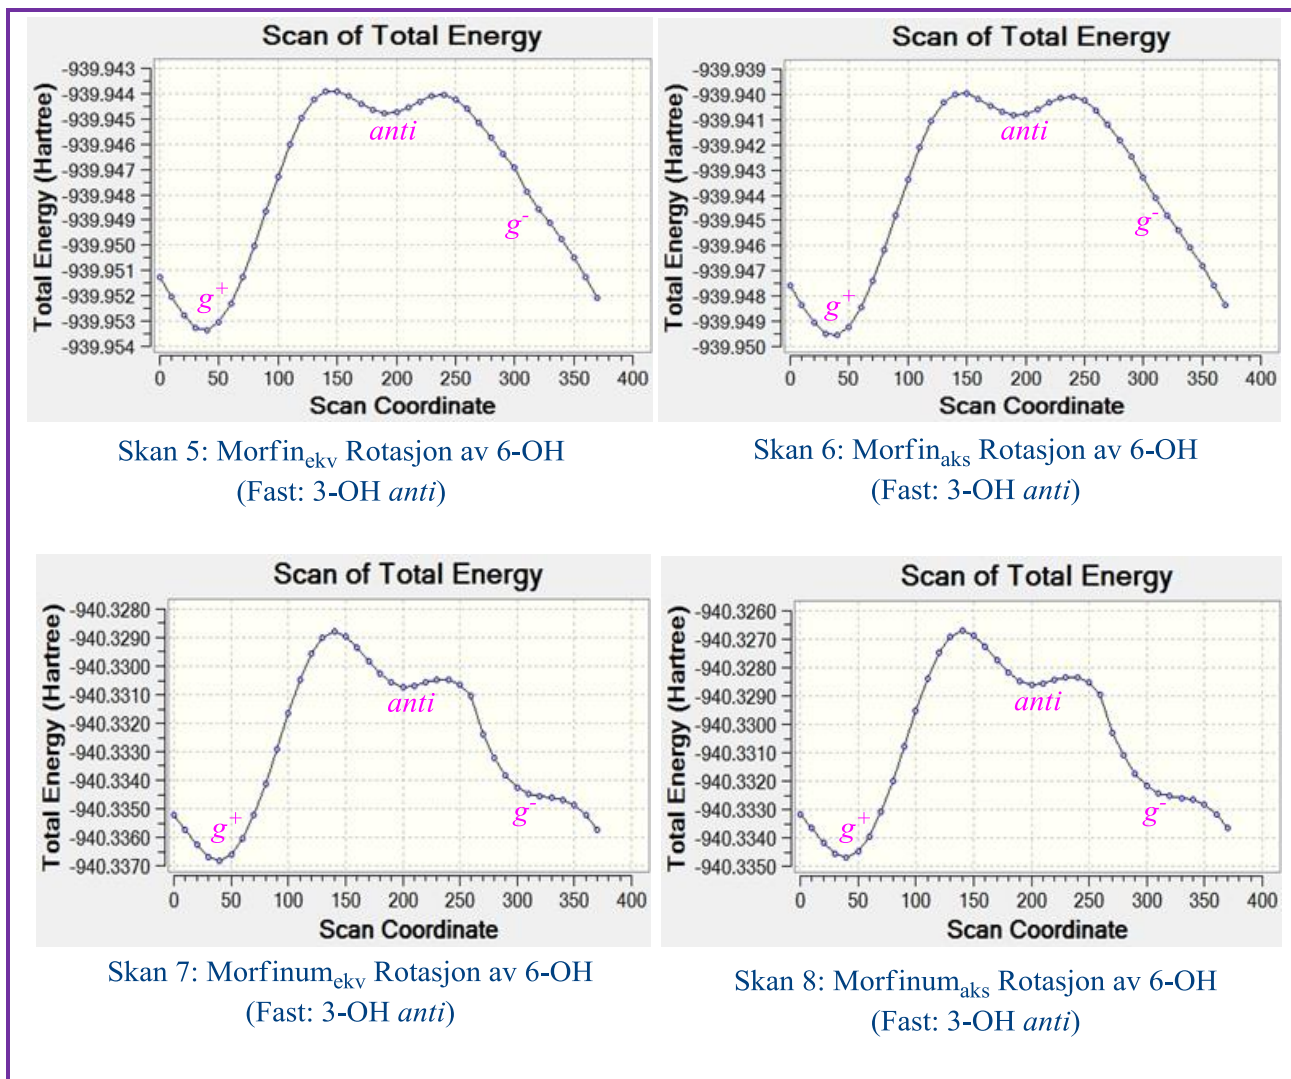 Scan of Total Energy
Total Energy (Hartree)
-939.943
-939.944
-939.945
-939.946
-939.947
-939.948
-939.949
-939.950
-939.951
-939.952
-939.953
-939.954
anti
g-
g+
0 50 100 150 200 250 300 350 400
Scan Coordinate
Skan 5: Morfinekv Rotasjon av 6-OH
(Fast: 3-OH anti)
Scan of Total Energy
Total Energy (Hartree)
-939.939
-939.940
-939.941
-939.942
-939.943
-939.944
-939.945
-939.946
-939.947
-939.948
-939.949
-939.950
anti
g-
g+
0 50 100 150 200 250 300 350 400
Scan Coordinate
Skan 6: Morfinaks Rotasjon av 6-OH
(Fast: 3-OH anti)
Scan of Total Energy
Total Energy (Hartree)
-940.3280
-940.3290
-940.3300
-940.3310
-940.3320
-940.3330
-940.3340
-940.3350
-940.3360
-940.3370
anti
g-
g+
0 50 100 150 200 250 300 350 400
Scan Coordinate
Skan 7: Morfinumekv Rotasjon av 6-OH
(Fast: 3-OH anti)
Scan of Total Energy
Total Energy (Hartree)
-940.3260
-940.3270
-940.3280
-940.3290
-940.3300
-940.3310
-940.3320
-940.3330
-940.3340
-940.3350
anti
g-
g+
0 50 100 150 200 250 300 350 400
Scan Coordinate
Skan 8: Morfinumaks Rotasjon av 6-OH
(Fast: 3-OH anti)